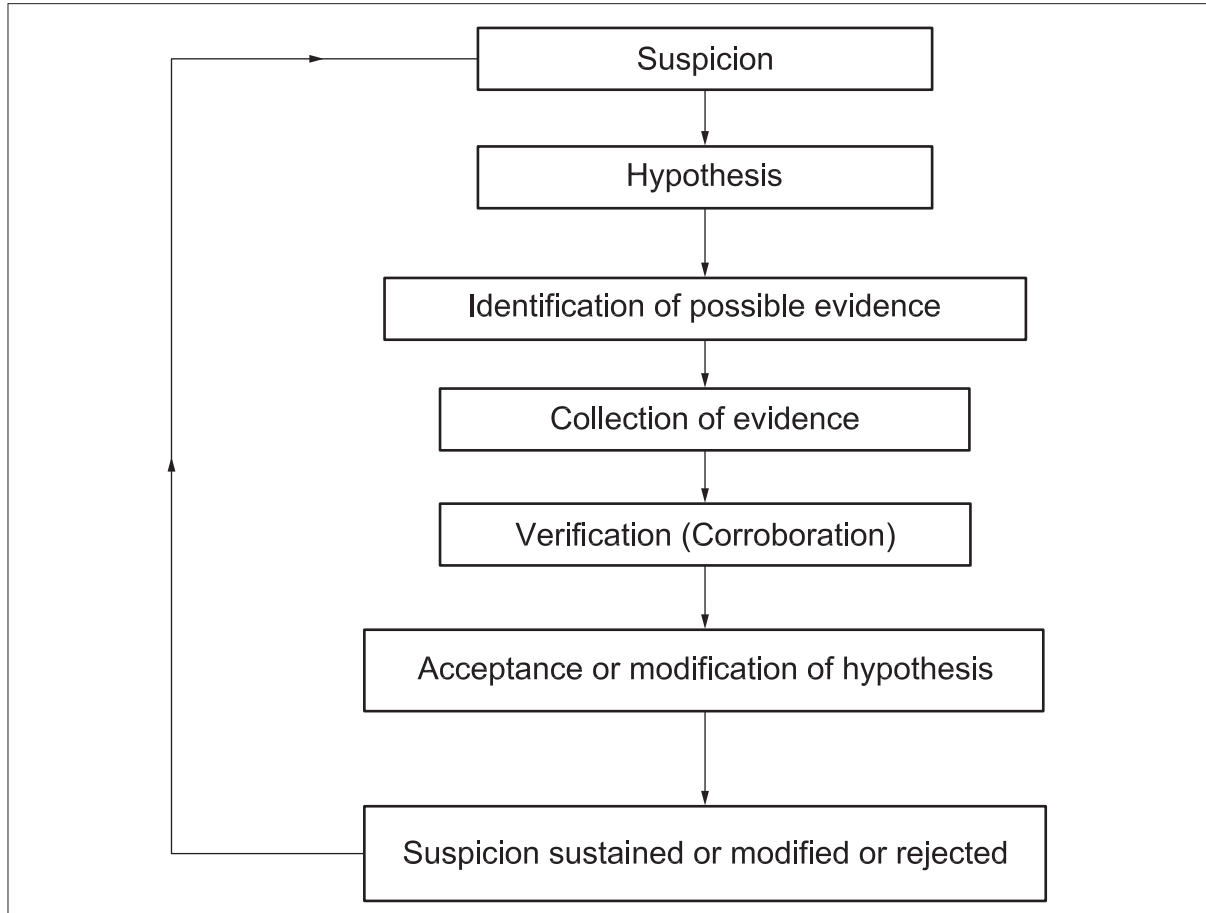 Suspicion
Hypothesis
Identification of possible evidence
Collection of evidence
Verification (Corroboration)
Acceptance or modification of hypothesis
Suspicion sustained or modified or rejected